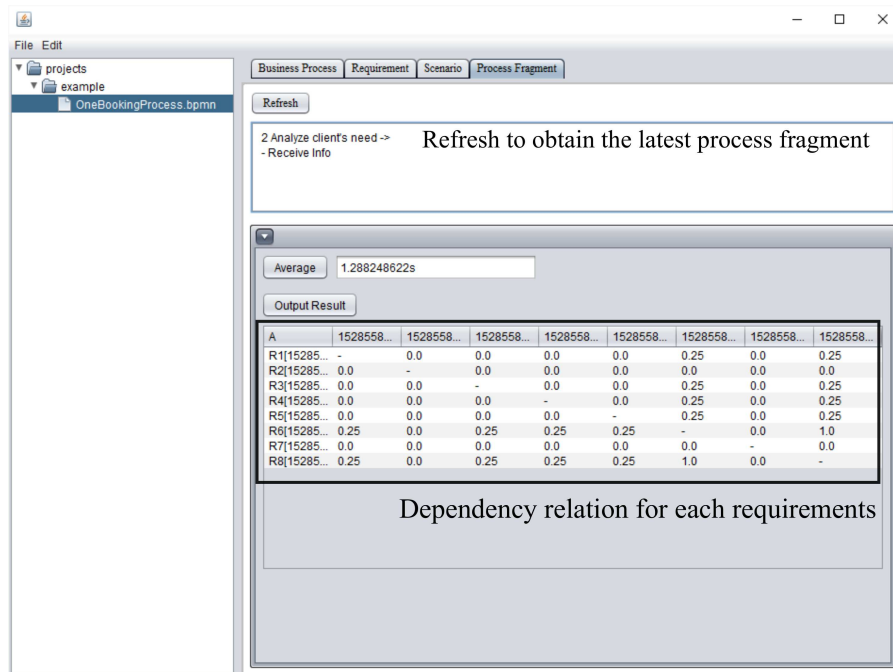 File Edit
projects
example
OneBookingProcess.bpmn
Business Process Requirement Scenario Process Fragment
Refresh
2 Analyze client's need ->
- Receive Info
Refresh to obtain the latest process fragment
Average 1.288248622s
Output Result
A 1528558... 1528558... 1528558... 1528558... 1528558... 1528558... 1528558... 1528558...
R1[15285... - 0.0 0.0 0.0 0.0 0.25 0.0 0.25
R2[15285... 0.0 - 0.0 0.0 0.0 0.0 0.0 0.0
R3[15285... 0.0 0.0 - 0.0 0.0 0.25 0.0 0.25
R4[15285... 0.0 0.0 0.0 - 0.0 0.25 0.0 0.25
R5[15285... 0.0 0.0 0.0 0.0 - 0.25 0.0 0.25
R6[15285... 0.25 0.0 0.25 0.25 0.25 - 0.0 1.0
R7[15285... 0.0 0.0 0.0 0.0 0.0 0.0 - 0.0
R8[15285... 0.25 0.0 0.25 0.25 0.25 1.0 0.0 -
Dependency relation for each requirements